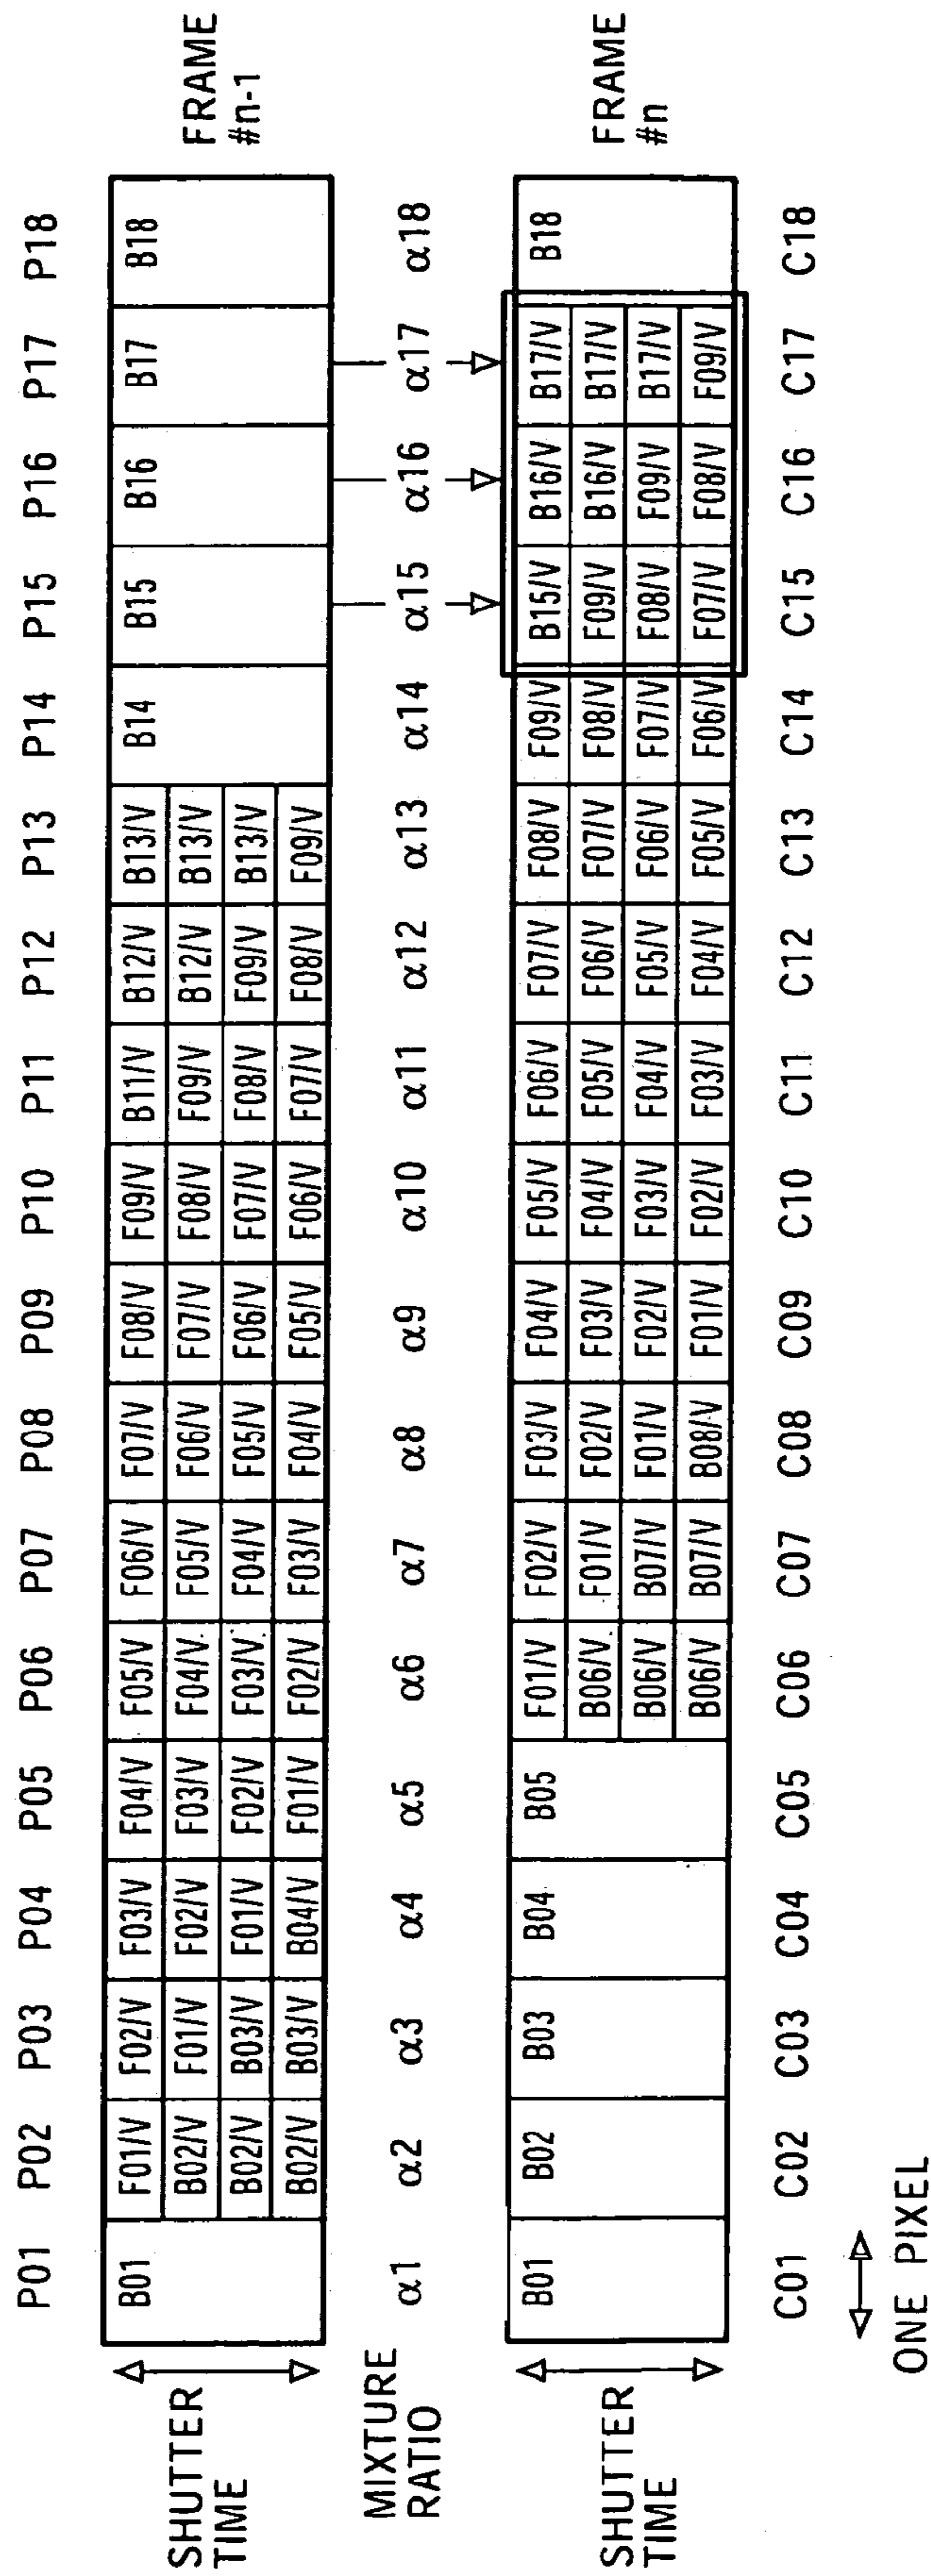 P01 P02 P03 P04 P05 P06 P07 P08 P09 P10 P11 P12 P13 P14 P15 P16 P17 P18
SHUTTER
TIME
B01 F01/V F02/V F03/V F04/V F05/V F06/V F07/V F08/V F09/V B11/V B12/V B13/V B14 B15 B16 B17 B18
B02/V F01/V F02/V F03/V F04/V F05/V F06/V F07/V F08/V F09/V B12/V B13/V
B02/V B03/V F01/V F02/V F03/V F04/V F05/V F06/V F07/V F08/V F09/V B13/V
B02/V B03/V B04/V F01/V F02/V F03/V F04/V F05/V F06/V F07/V F08/V F09/V
FRAME
#n-1
MIXTURE
RATIO
α1 α2 α3 α4 α5 α6 α7 α8 α9 α10 α11 α12 α13 α14 α15 α16 α17 α18
SHUTTER
TIME
B01 B02 B03 B04 B05 F01/V F02/V F03/V F04/V F05/V F06/V F07/V F08/V F09/V B15/V B16/V B17/V B18
B06/V F01/V F02/V F03/V F04/V F05/V F06/V F07/V F08/V F09/V B16/V B17/V
B06/V B07/V F01/V F02/V F03/V F04/V F05/V F06/V F07/V F08/V F09/V B17/V
B06/V B07/V B08/V F01/V F02/V F03/V F04/V F05/V F06/V F07/V F08/V F09/V
FRAME
#n
C01 C02 C03 C04 C05 C06 C07 C08 C09 C10 C11 C12 C13 C14 C15 C16 C17 C18
ONE PIXEL